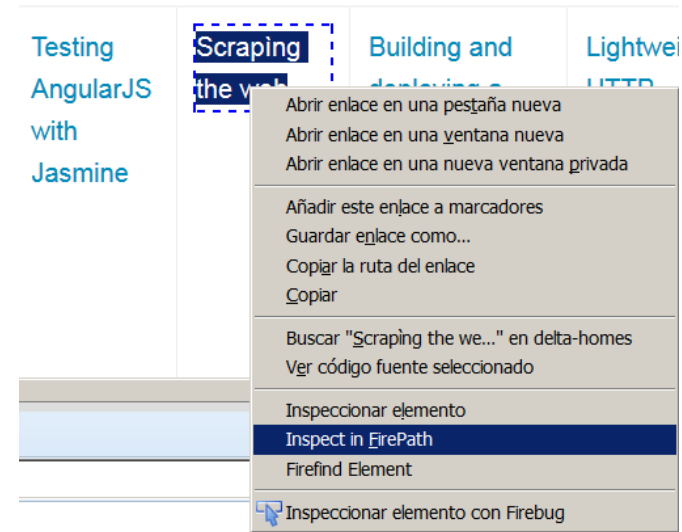 Testing
AngularJS
with
Jasmine
Scrapìng
the web
Building and
deploying a
Lightwei
HTTP
Abrir enlace en una pestaña nueva
Abrir enlace en una ventana nueva
Abrir enlace en una nueva ventana privada
Añadir este enlace a marcadores
Guardar enlace como...
Copiar la ruta del enlace
Copiar
Buscar "Scrapìng the we..." en delta-homes
Ver código fuente seleccionado
Inspeccionar elemento
Inspect in FirePath
Firefind Element
Inspeccionar elemento con Firebug